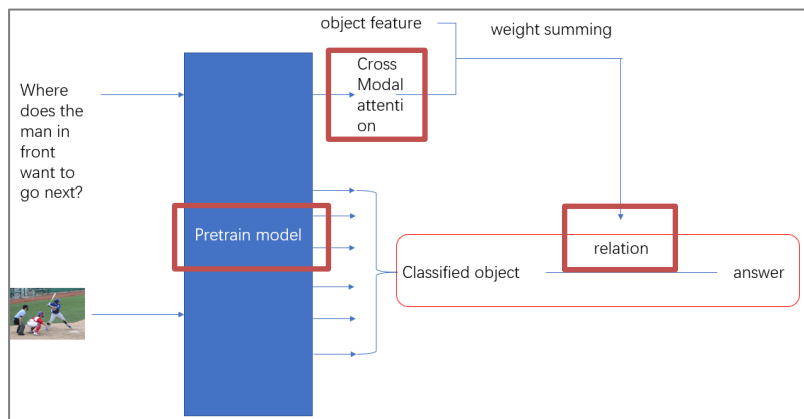 object feature
weight summing
Cross
Modal
attenti
on
Where
does the
man in
front
want to
go next?
Pretrain model
relation
Classified object
answer